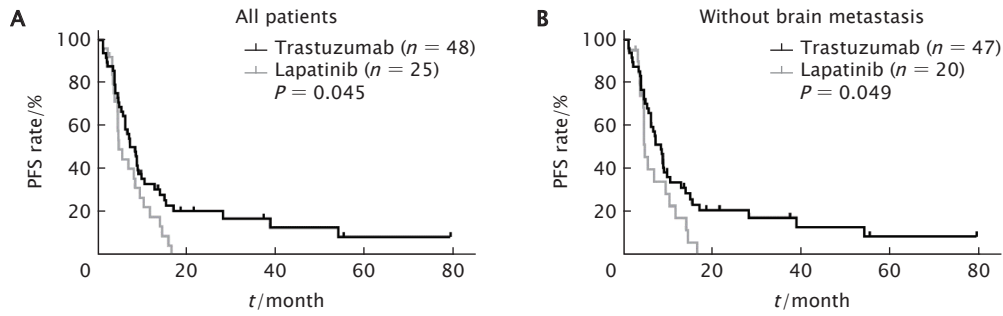 A
All patients
Trastuzumab (n = 48)
Lapatinib (n = 25)
P = 0.045
PFS rate/%
100
80
60
40
20
0
20
40
60
80
t/month
B
Without brain metastasis
Trastuzumab (n = 47)
Lapatinib (n = 20)
P = 0.049
PFS rate/%
100
80
60
40
20
0
20
40
60
80
t/month